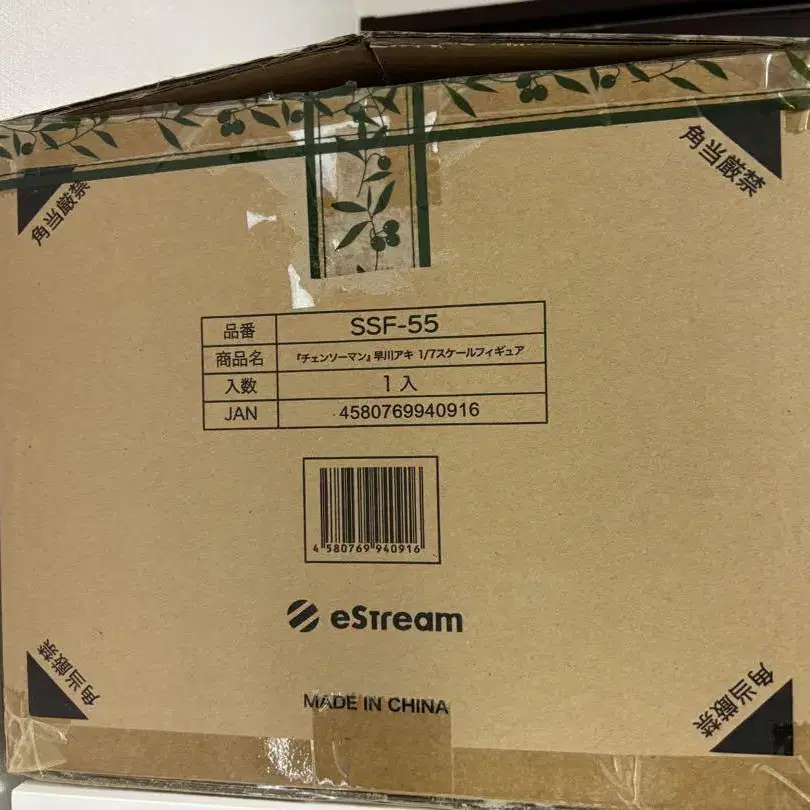 角当厳禁
角当厳禁
品番 SSF-55
商品名 『チェンソーマン』早川アキ 1/7スケールフィギュア
入数 1入
JAN 4580769940916
4 580769 940916
eStream
MADE IN CHINA
角当厳禁
角当厳禁